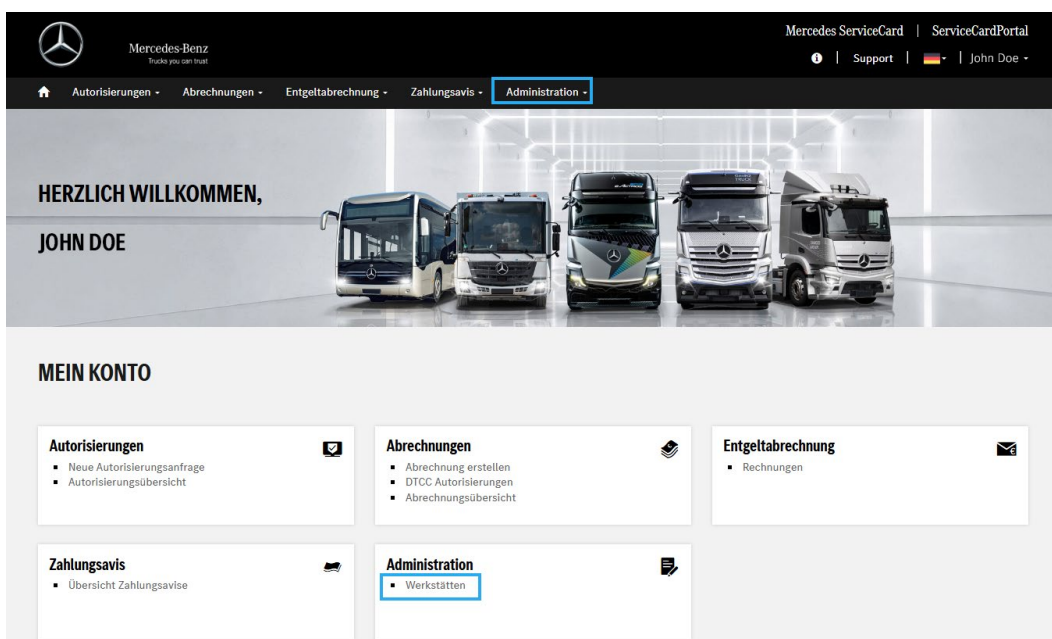 Mercedes ServiceCard | ServiceCardPortal
Mercedes-Benz
Trucks you can trust
Support | | John Doe
Autorisierungen Abrechnungen Entgeltabrechnung Zahlungsavis Administration
HERZLICH WILLKOMMEN,
JOHN DOE
MEIN KONTO
Autorisierungen
Neue Autorisierungsanfrage
Autorisierungsübersicht
Abrechnungen
Abrechnung erstellen
DTCC Autorisierungen
Abrechnungsübersicht
Entgeltabrechnung
Rechnungen
Zahlungsavis
Übersicht Zahlungsavise
Administration
Werkstätten